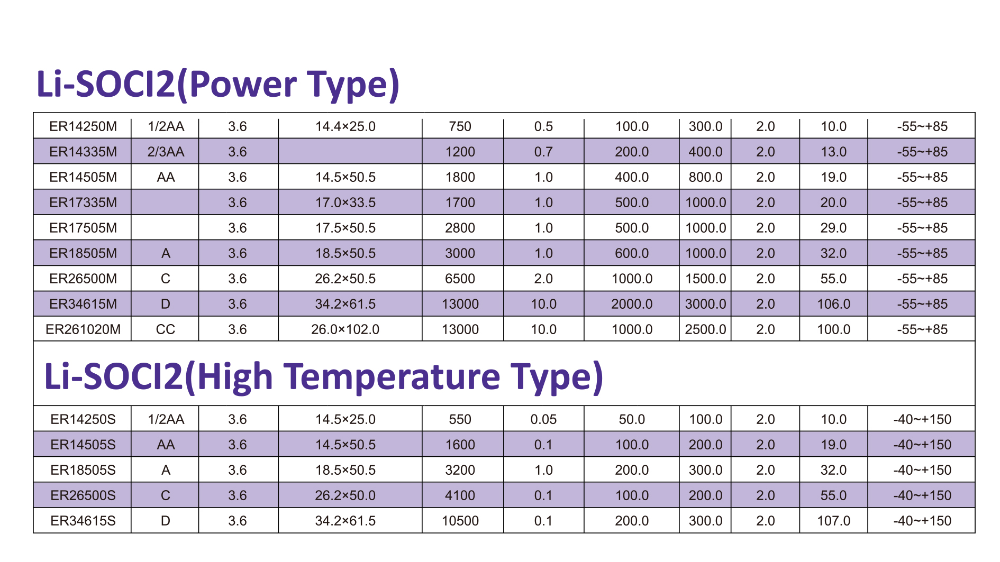 Li-SOCI2(Power Type)
ER14250M 1/2AA 3.6 14.4×25.0 750 0.5 100.0 300.0 2.0 10.0 -55~+85
ER14335M 2/3AA 3.6 1200 0.7 200.0 400.0 2.0 13.0 -55~+85
ER14505M AA 3.6 14.5×50.5 1800 1.0 400.0 800.0 2.0 19.0 -55~+85
ER17335M 3.6 17.0×33.5 1700 1.0 500.0 1000.0 2.0 20.0 -55~+85
ER17505M 3.6 17.5×50.5 2800 1.0 500.0 1000.0 2.0 29.0 -55~+85
ER18505M A 3.6 18.5×50.5 3000 1.0 600.0 1000.0 2.0 32.0 -55~+85
ER26500M C 3.6 26.2×50.5 6500 2.0 1000.0 1500.0 2.0 55.0 -55~+85
ER34615M D 3.6 34.2×61.5 13000 10.0 2000.0 3000.0 2.0 106.0 -55~+85
ER261020M CC 3.6 26.0×102.0 13000 10.0 1000.0 2500.0 2.0 100.0 -55~+85
Li-SOCI2(High Temperature Type)
ER14250S 1/2AA 3.6 14.5×25.0 550 0.05 50.0 100.0 2.0 10.0 -40~+150
ER14505S AA 3.6 14.5×50.5 1600 0.1 100.0 200.0 2.0 19.0 -40~+150
ER18505S A 3.6 18.5×50.5 3200 1.0 200.0 300.0 2.0 32.0 -40~+150
ER26500S C 3.6 26.2×50.0 4100 0.1 100.0 200.0 2.0 55.0 -40~+150
ER34615S D 3.6 34.2×61.5 10500 0.1 200.0 300.0 2.0 107.0 -40~+150